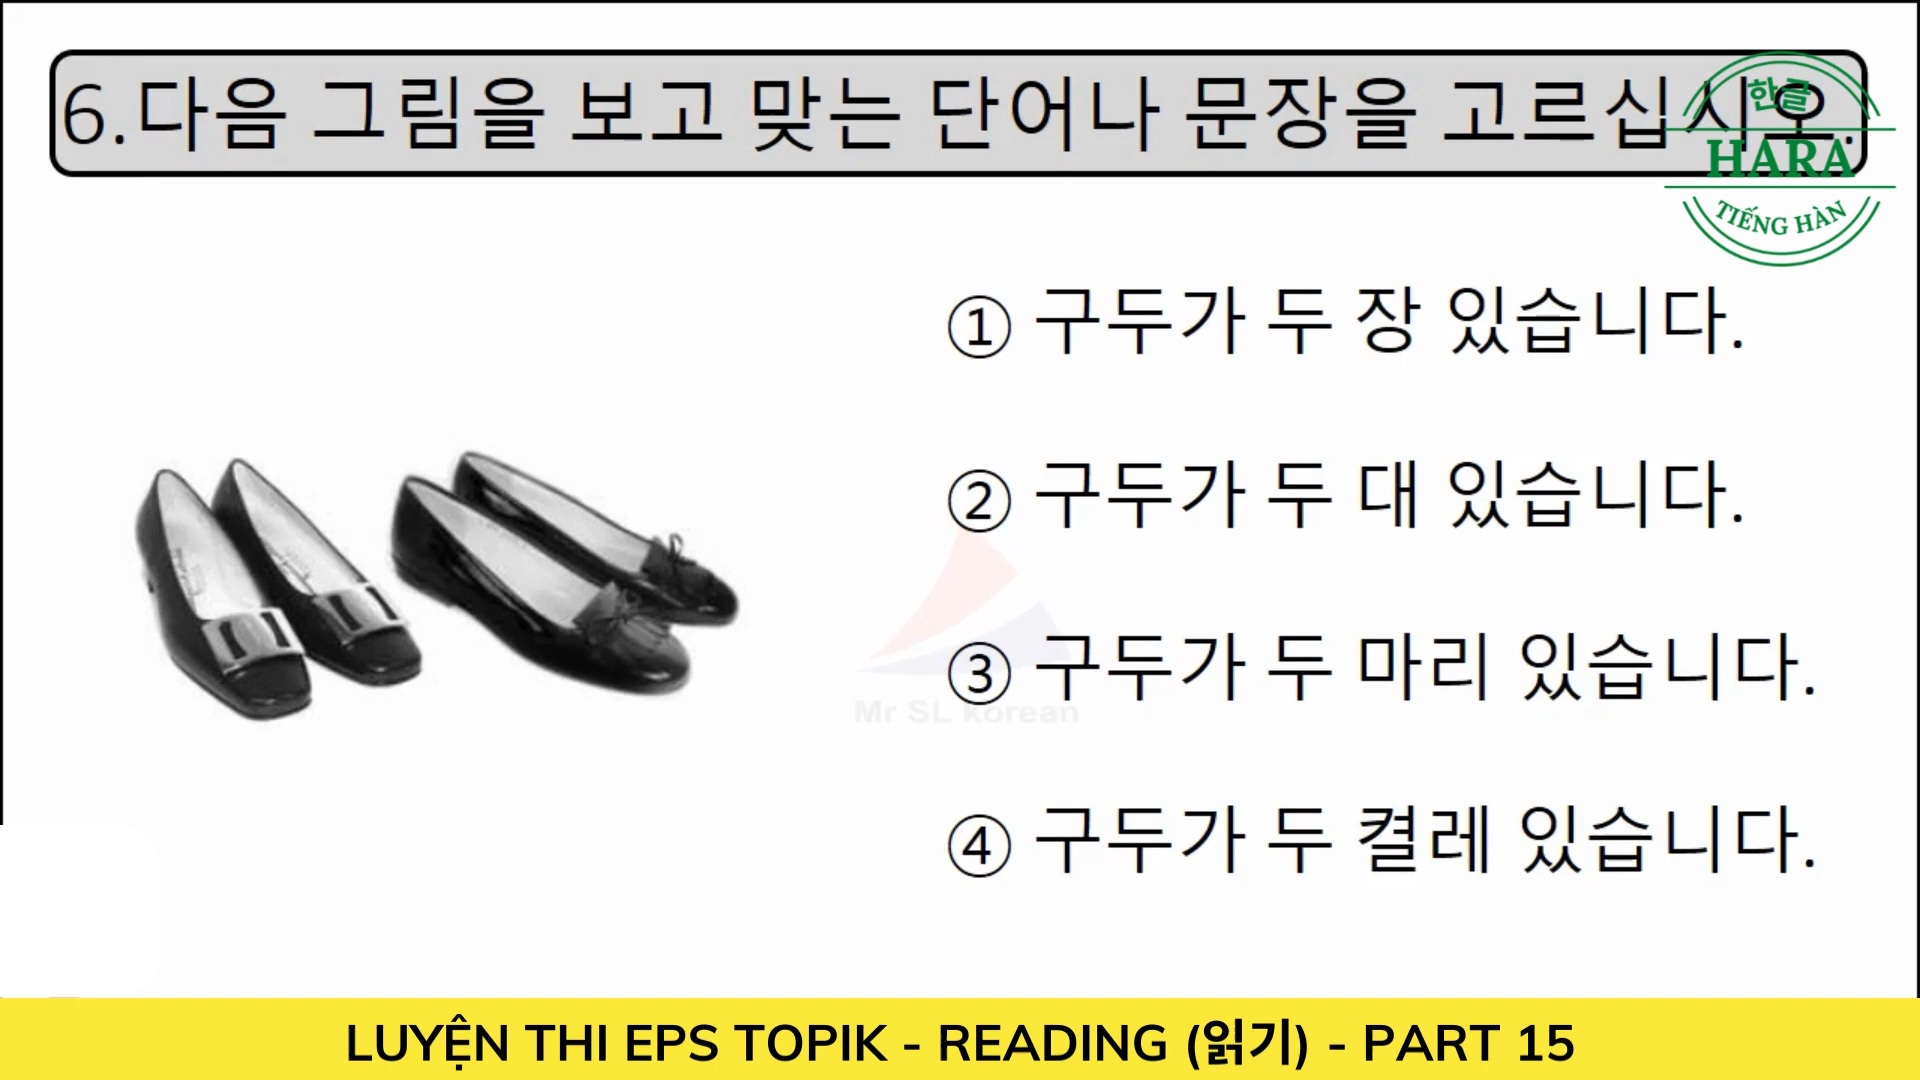 6.다음 그림을 보고 맞는 단어나 문장을 고르십시오.
한글
HARA
TIẾNG HÀN
① 구두가 두 장 있습니다.
② 구두가 두 대 있습니다.
③ 구두가 두 마리 있습니다.
Mr SL korean
④ 구두가 두 켤레 있습니다.
LUYỆN THI EPS TOPIK - READING (읽기) - PART 15